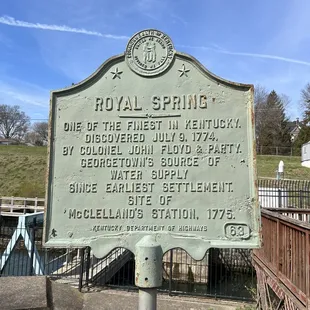 ROYAL SPRING
ONE OF THE FINEST IN KENTUCKY.
DISCOVERED JULY 9, 1774,
BY COLONEL JOHN FLOYD & PARTY.
GEORGETOWN'S SOURCE OF
WATER SUPPLY
SINCE EARLIEST SETTLEMENT.
SITE OF
McCLELLAND'S STATION, 1775.
KENTUCKY DEPARTMENT OF HIGHWAYS
63